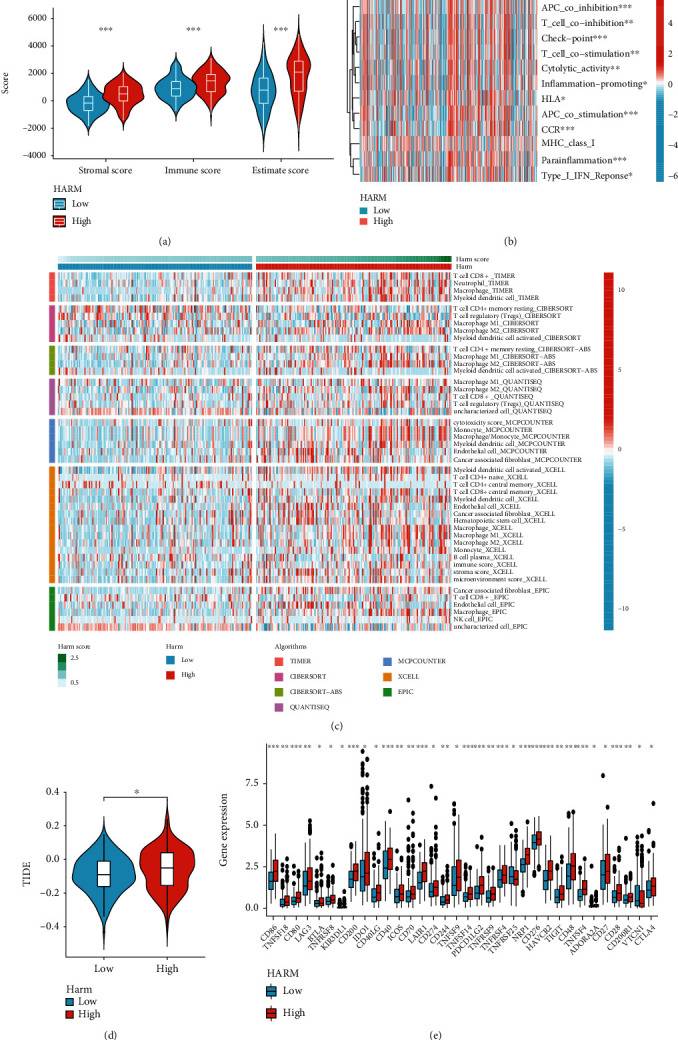 6000
4000
2000
0
−2000
−4000
Score
***
***
***
Stromal score
Immune score
Estimate score
HARM
Low
High
(a)
APC_co_inhibition***
T_cell_co−inhibition**
Check−point***
T_cell_co−stimulation**
Cytolytic_activity**
Inflammation−promoting*
HLA*
APC_co_stimulation***
CCR***
MHC_class_I
Parainflammation***
Type_I_IFN_Reponse*
4
2
0
−2
−4
−6
HARM
Low
High
(b)
Harm score
Harm
T cell CD8+ _TIMER
Neutrophil_TIMER
Macrophage_TIMER
Myeloid dendritic cell_TIMER
T cell CD4+ memory resting_CIBERSORT
T cell regulatory (Tregs)_CIBERSORT
Macrophage M1_CIBERSORT
Macrophage M2_CIBERSORT
Myeloid dendritic cell activated_CIBERSORT
T cell CD4+ memory resting_CIBERSORT−ABS
Macrophage M1_CIBERSORT−ABS
Macrophage M2_CIBERSORT−ABS
Myeloid dendritic cell activated_CIBERSORT−ABS
Macrophage M1_QUANTISEQ
Macrophage M2_QUANTISEQ
T cell CD8+ _QUANTISEQ
T cell regulatory (Tregs)_QUANTISEQ
uncharacterized cell_QUANTISEQ
cytotoxicity score_MCPCOUNTER
Monocyte_MCPCOUNTER
Macrophage/Monocyte_MCPCOUNTER
Myeloid dendritic cell_MCPCOUNTER
Endothelial cell_MCPCOUNTER
Cancer associated fibroblast_MCPCOUNTER
Myeloid dendritic cell activated_XCELL
T cell CD4+ naive_XCELL
T cell CD4+ central memory_XCELL
T cell CD8+ central memory_XCELL
Myeloid dendritic cell_XCELL
Endothelial cell_XCELL
Cancer associated fibroblast_XCELL
Hematopoietic stem cell_XCELL
Macrophage_XCELL
Macrophage M1_XCELL
Macrophage M2_XCELL
Monocyte_XCELL
B cell plasma_XCELL
immune score_XCELL
stroma score_XCELL
microenvironment score_XCELL
Cancer associated fibroblast_EPIC
T cell CD8+ _EPIC
Endothelial cell_EPIC
Macrophage_EPIC
NK cell_EPIC
uncharacterized cell_EPIC
10
5
0
−5
−10
Harm score
2.5
0.5
Harm
Low
High
Algorithms
TIMER
CIBERSORT
CIBERSORT−ABS
QUANTISEQ
MCPCOUNTER
XCELL
EPIC
(c)
0.4
0.2
0.0
−0.2
−0.4
TIDE
*
Low
High
Harm
Low
High
(d)
Gene expression
7.5
5.0
2.5
0.0
CD86
TNFSF18
CD80
LAG3
BTLA
TNFRSF8
KIR3DL1
CD200
IDO1
CD40LG
CD40
ICOS
CD70
LAIR1
CD274
CD244
TNFSF9
TNFSF14
PDCD1LG2
TNFRSF9
TNFRSF4
TNFRSF25
NRP1
CD276
HAVCR2
TIGIT
CD48
TNFSF4
ADORA2A
CD27
CD28
CD200R1
VTCN1
CTLA4
HARM
Low
High
(e)